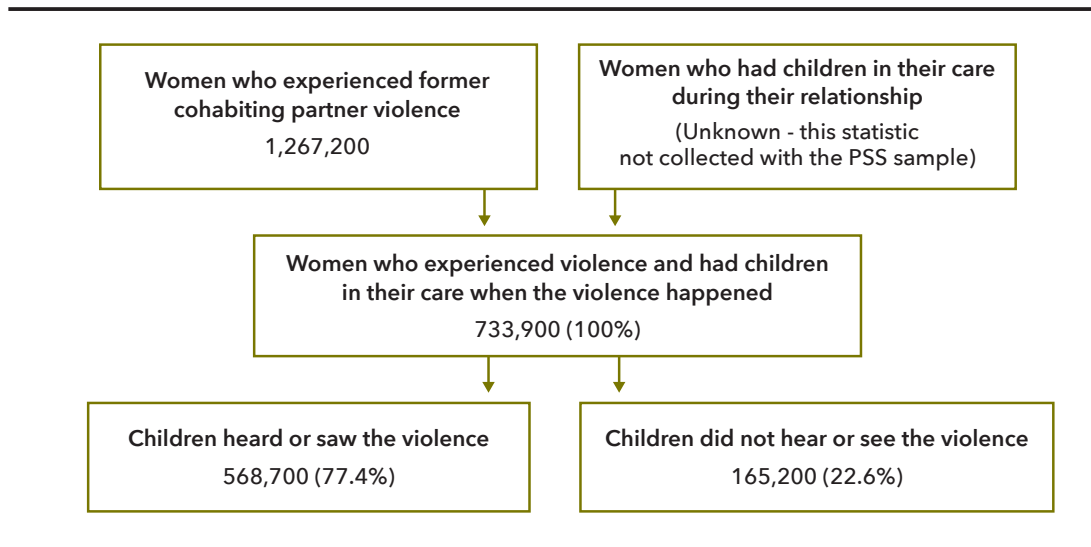 Women who experienced former
cohabiting partner violence
1,267,200
Women who had children in their care
during their relationship
(Unknown - this statistic
not collected with the PSS sample)
Women who experienced violence and had children
in their care when the violence happened
733,900 (100%)
Children heard or saw the violence
568,700 (77.4%)
Children did not hear or see the violence
165,200 (22.6%)